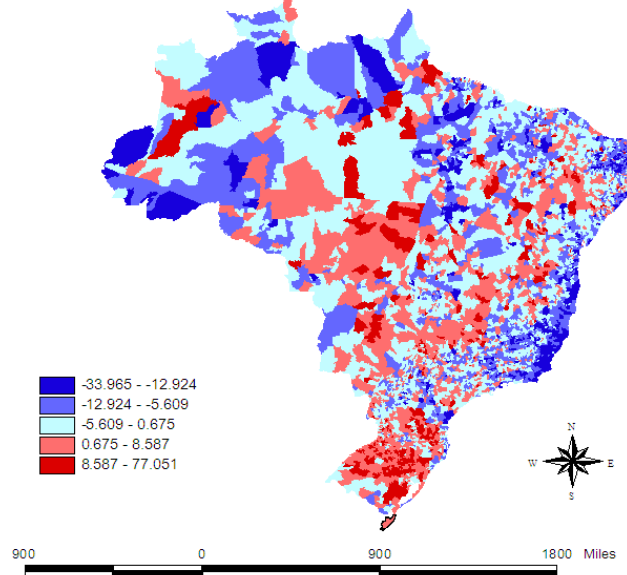 -33.965 - -12.924
-12.924 - -5.609
-5.609 - 0.675
0.675 - 8.587
8.587 - 77.051
N
W E
S
900 0 900 1800 Miles